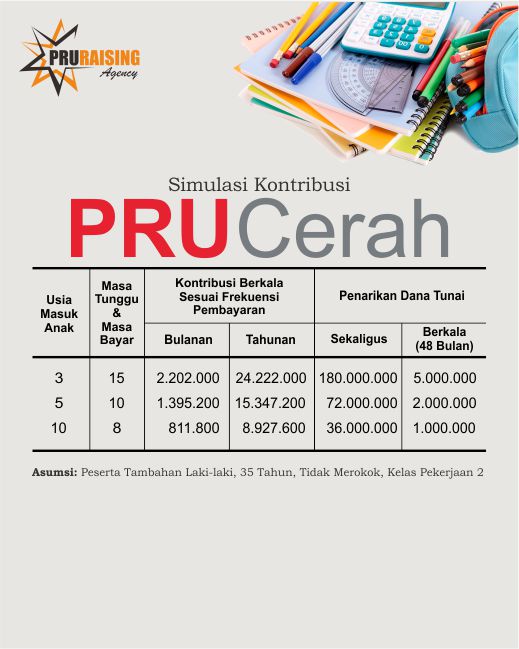 PRURAISING
Agency
Simulasi Kontribusi
PRUCerah
Usia Masuk Anak
Masa Tunggu & Masa Bayar
Kontribusi Berkala Sesuai Frekuensi Pembayaran
Penarikan Dana Tunai
Bulanan
Tahunan
Sekaligus
Berkala (48 Bulan)
3 15 2.202.000 24.222.000 180.000.000 5.000.000
5 10 1.395.200 15.347.200 72.000.000 2.000.000
10 8 811.800 8.927.600 36.000.000 1.000.000
Asumsi: Peserta Tambahan Laki-laki, 35 Tahun, Tidak Merokok, Kelas Pekerjaan 2